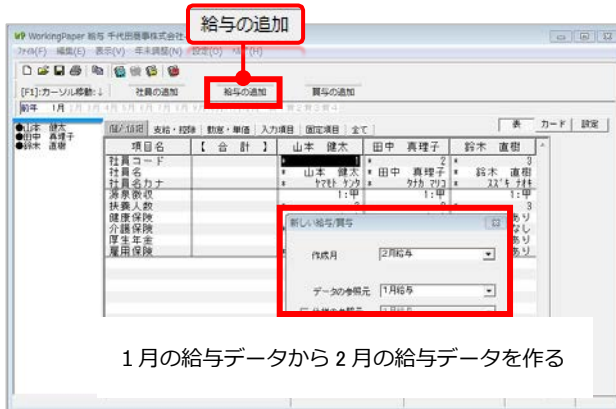 給与の追加
WP WorkingPaper 給与 千代田商事株式会社
ファイル(F) 編集(E) 表示(V) 年末調整(N) 設定(O) ヘルプ(H)
[F1]:カーソル移動:↓ 社員の追加 給与の追加 賞与の追加
前年 1月
表 カード 設定
●山本 健太
●田中 真理子
●鈴木 直樹
個人情報 支給・控除 勤怠・単価 入力項目 固定項目 全て
項目名 【 合 計 】 山本 健太 田中 真理子 鈴木 直樹
社員コード * 1 * 2 * 3
社員名 * 山本 健太 * 田中 真理子 * 鈴木 直樹
社員名カナ * ヤマモト ケンタ * タナカ マリコ * スズキ ナオキ
源泉徴収 1:甲 1:甲 1:甲
扶養人数 3
健康保険 あり
介護保険 なし
厚生年金 あり
雇用保険 あり
新しい給与/賞与
作成月 2月給与
データの参照元 1月給与
1月の給与データから2月の給与データを作る